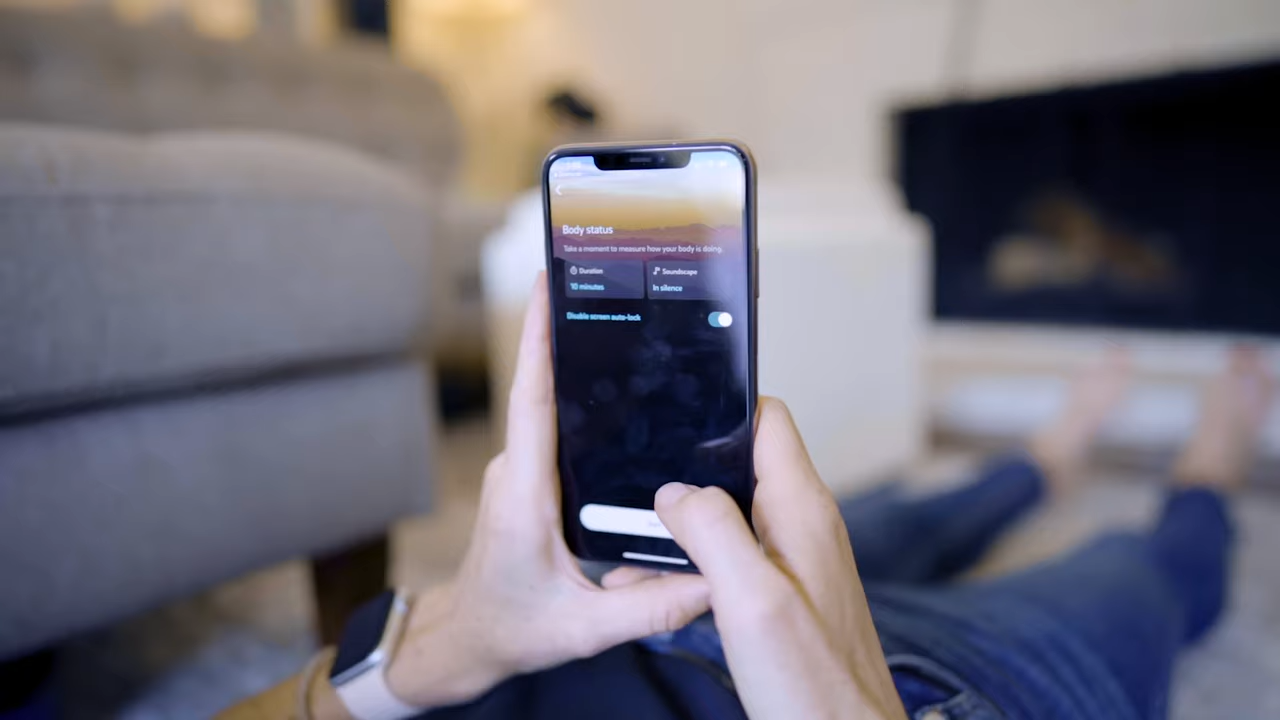 Body status
Take a moment to measure how your body is doing.
Duration
Soundscape
10 minutes
In silence
Disable screen auto-lock